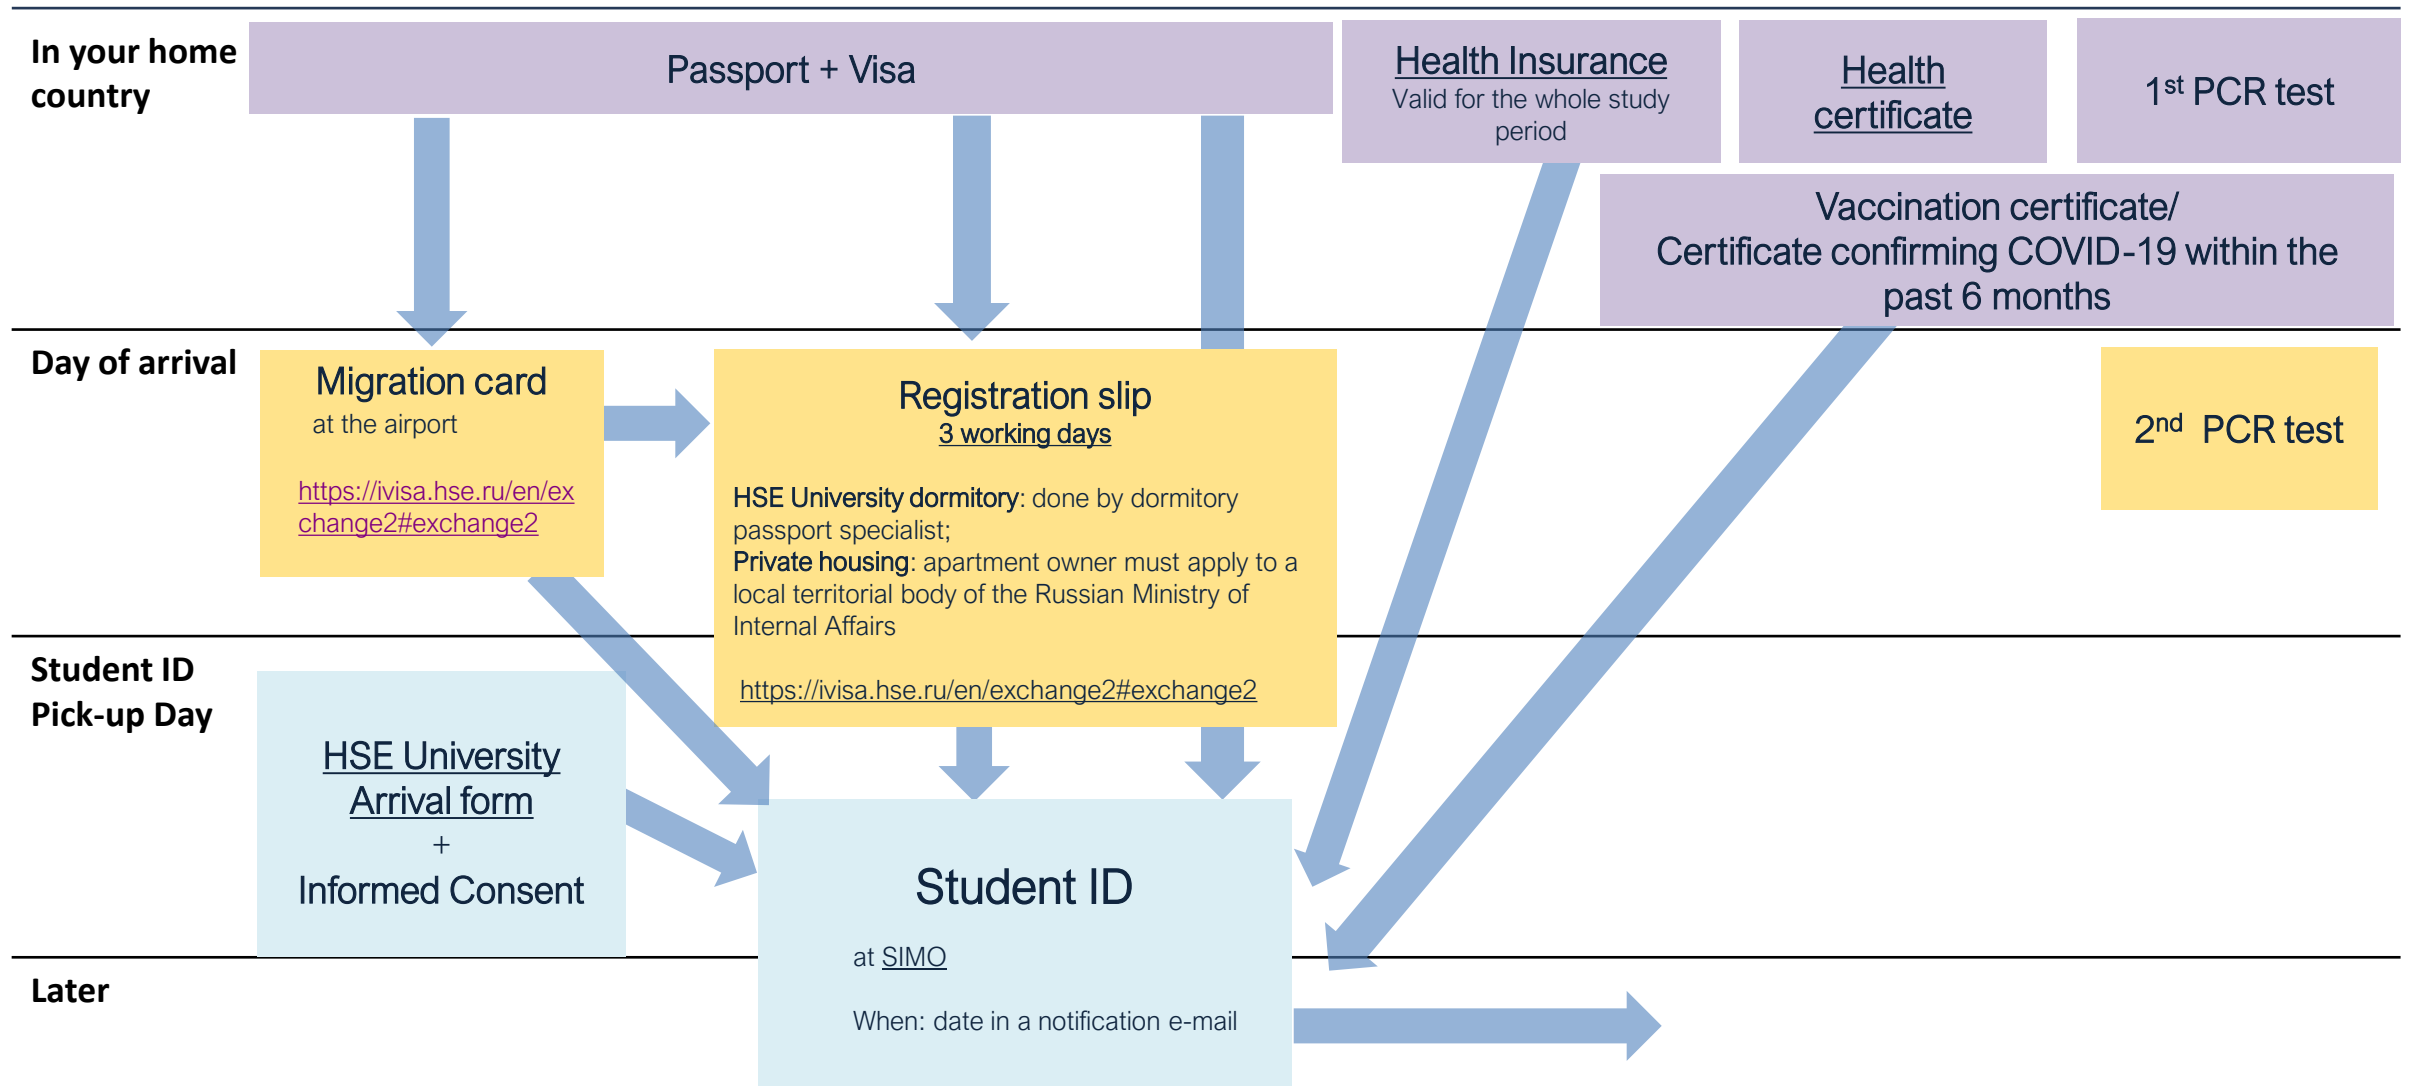 In your home
country
Passport + Visa
Health Insurance
Valid for the whole study
period
Health
certificate
1st PCR test
Vaccination certificate/
Certificate confirming COVID-19 within the
past 6 months
Day of arrival
Migration card
at the airport
https://ivisa.hse.ru/en/ex
change2#exchange2
Registration slip
3 working days
HSE University dormitory: done by dormitory
passport specialist;
Private housing: apartment owner must apply to a
local territorial body of the Russian Ministry of
Internal Affairs
https://ivisa.hse.ru/en/exchange2#exchange2
2nd PCR test
Student ID
Pick-up Day
HSE University
Arrival form
+
Informed Consent
Student ID
at SIMO
When: date in a notification e-mail
Later